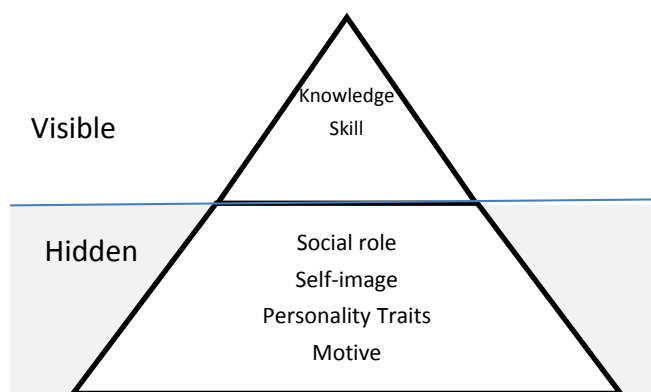 Knowledge
Visible
Skill
Hidden
Social role
Self-image
Personality Traits
Motive